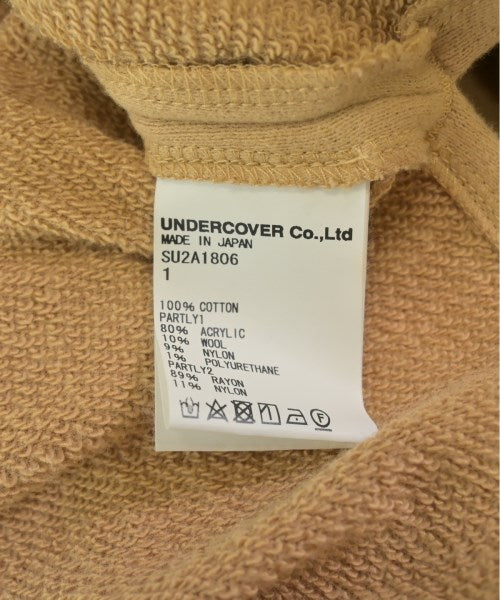 UNDERCOVER Co.,Ltd
MADE IN JAPAN
SU2A1806
1
100% COTTON
PARTLY1
80% ACRYLIC
10% WOOL
9% NYLON
1% POLYURETHANE
PARTLY2
89% RAYON
11% NYLON
F